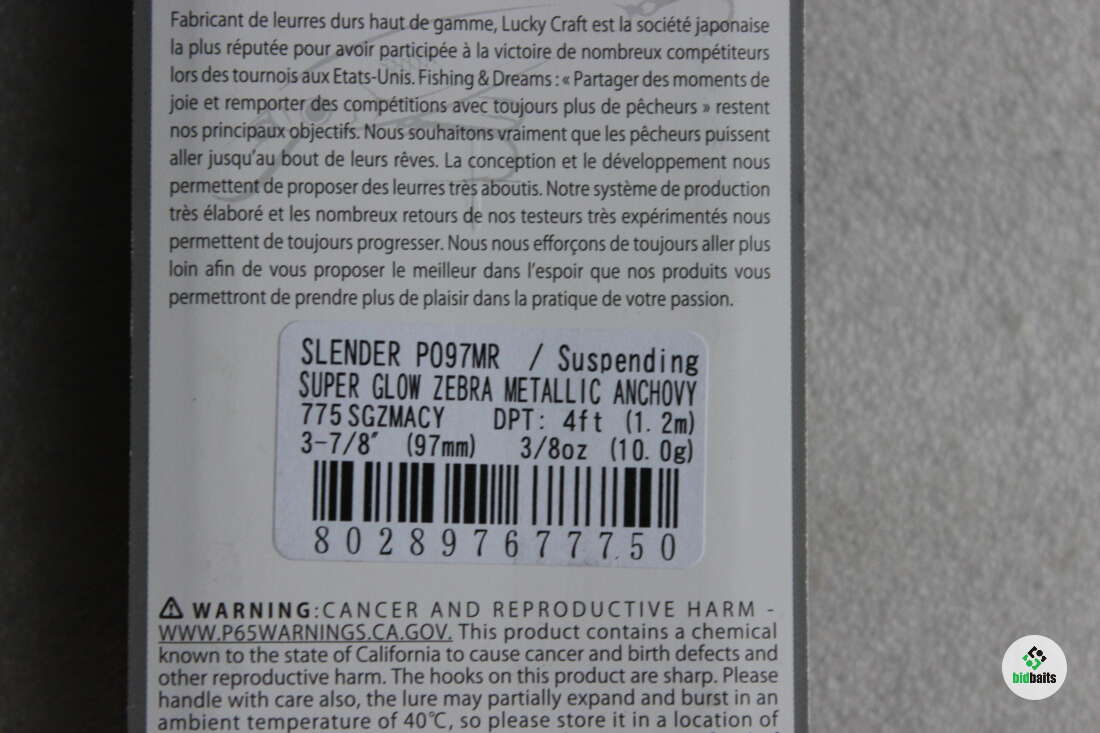 Fabricant de leurres durs haut de gamme, Lucky Craft est la société japonaise
la plus réputée pour avoir participée à la victoire de nombreux compétiteurs
lors des tournois aux Etats-Unis. Fishing & Dreams : « Partager des moments de
joie et remporter des compétitions avec toujours plus de pêcheurs » restent
nos principaux objectifs. Nous souhaitons vraiment que les pêcheurs puissent
aller jusqu'au bout de leurs rêves. La conception et le développement nous
permettent de proposer des leurres très aboutis. Notre système de production
très élaboré et les nombreux retours de nos testeurs très expérimentés nous
permettent de toujours progresser. Nous nous efforçons de toujours aller plus
loin afin de vous proposer le meilleur dans l'espoir que nos produits vous
permettront de prendre plus de plaisir dans la pratique de votre passion.
SLENDER PO97MR / Suspending
SUPER GLOW ZEBRA METALLIC ANCHOVY
775 SGZMACY DPT: 4ft (1. 2m)
3-7/8" (97mm) 3/8oz (10. 0g)
802897677750
⚠ WARNING:CANCER AND REPRODUCTIVE HARM -
WWW.P65WARNINGS.CA.GOV. This product contains a chemical
known to the state of California to cause cancer and birth defects and
other reproductive harm. The hooks on this product are sharp. Please
handle with care also, the lure may partially expand and burst in an
ambient temperature of 40℃, so please store it in a location of
bidbaits